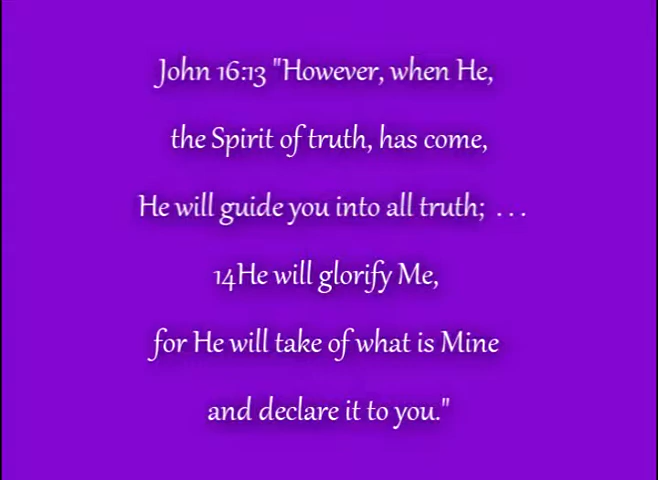 John 16:13 "However, when He,
the Spirit of truth, has come,
He will guide you into all truth; . . .
14He will glorify Me,
for He will take of what is Mine
and declare it to you."